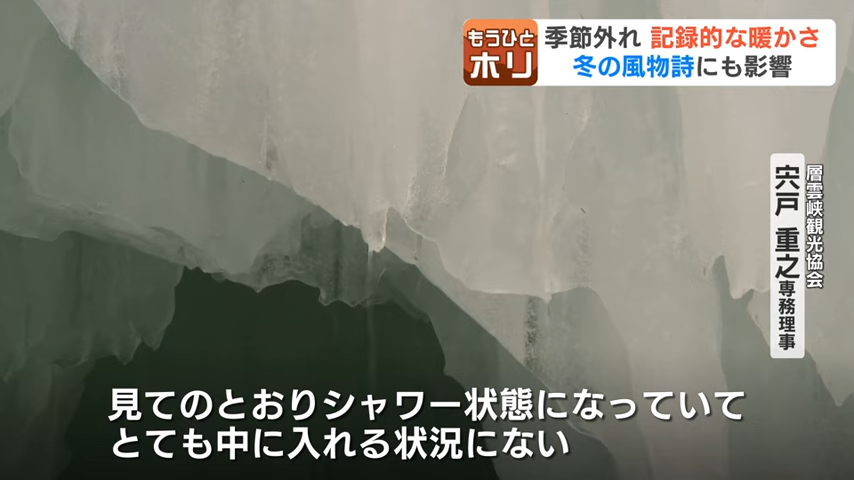 もうひと
ホリ
季節外れ 記録的な暖かさ
冬の風物詩にも影響
層雲峡観光協会
宍戸 重之専務理事
見てのとおりシャワー状態になっていて
とても中に入れる状況にない